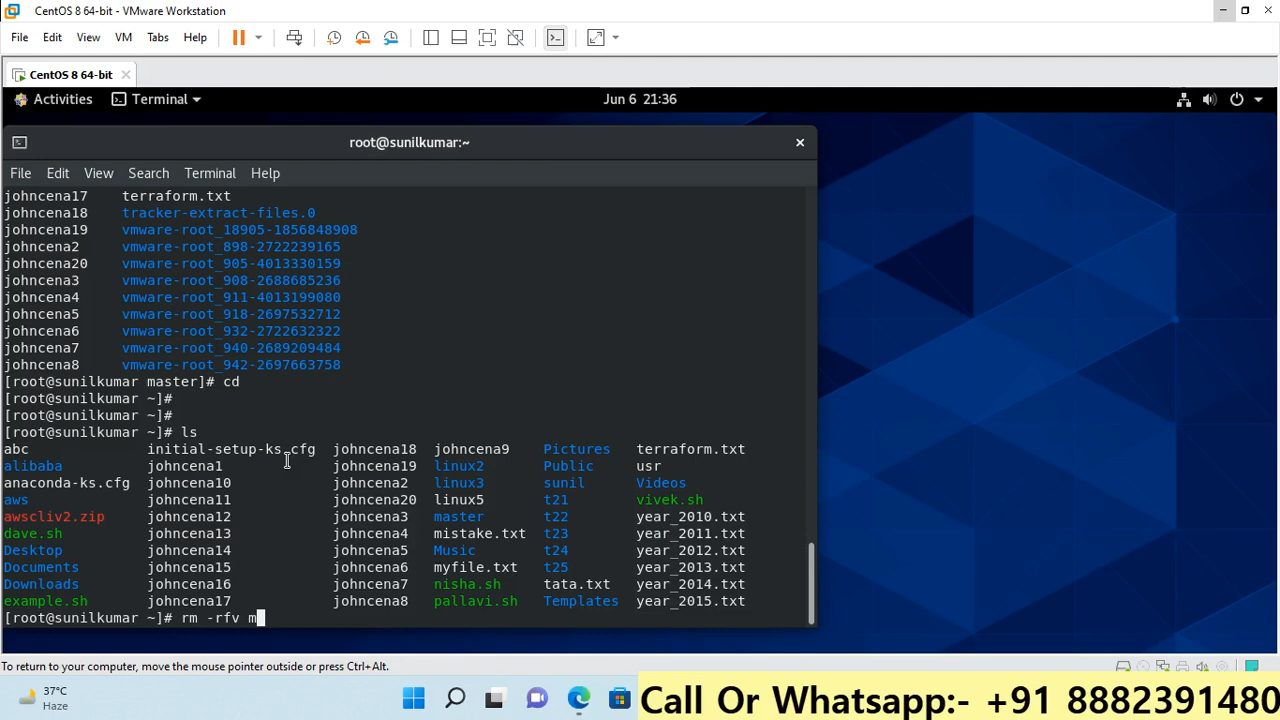 CentOS 8 64-bit - VMware Workstation
File Edit View VM Tabs Help
CentOS 8 64-bit
Activities Terminal Jun 6 21:36
root@sunilkumar:~
File Edit View Search Terminal Help
johncena17 terraform.txt
johncena18 tracker-extract-files.0
johncena19 vmware-root_18905-1856848908
johncena2 vmware-root_898-2722239165
johncena20 vmware-root_905-4013330159
johncena3 vmware-root_908-2688685236
johncena4 vmware-root_911-4013199080
johncena5 vmware-root_918-2697532712
johncena6 vmware-root_932-2722632322
johncena7 vmware-root_940-2689209484
johncena8 vmware-root_942-2697663758
[root@sunilkumar master]# cd
[root@sunilkumar ~]#
[root@sunilkumar ~]#
[root@sunilkumar ~]# ls
abc initial-setup-ks.cfg johncena18 johncena9 Pictures terraform.txt
alibaba johncena1 johncena19 linux2 Public usr
anaconda-ks.cfg johncena10 johncena2 linux3 sunil Videos
aws johncena11 johncena20 linux5 t21 vivek.sh
awscliv2.zip johncena12 johncena3 master t22 year_2010.txt
dave.sh johncena13 johncena4 mistake.txt t23 year_2011.txt
Desktop johncena14 johncena5 Music t24 year_2012.txt
Documents johncena15 johncena6 myfile.txt t25 year_2013.txt
Downloads johncena16 johncena7 nisha.sh tata.txt year_2014.txt
example.sh johncena17 johncena8 pallavi.sh Templates year_2015.txt
[root@sunilkumar ~]# rm -rfv m
To return to your computer, move the mouse pointer outside or press Ctrl+Alt.
37°C
Haze
Call Or Whatsapp:- +91 8882391480